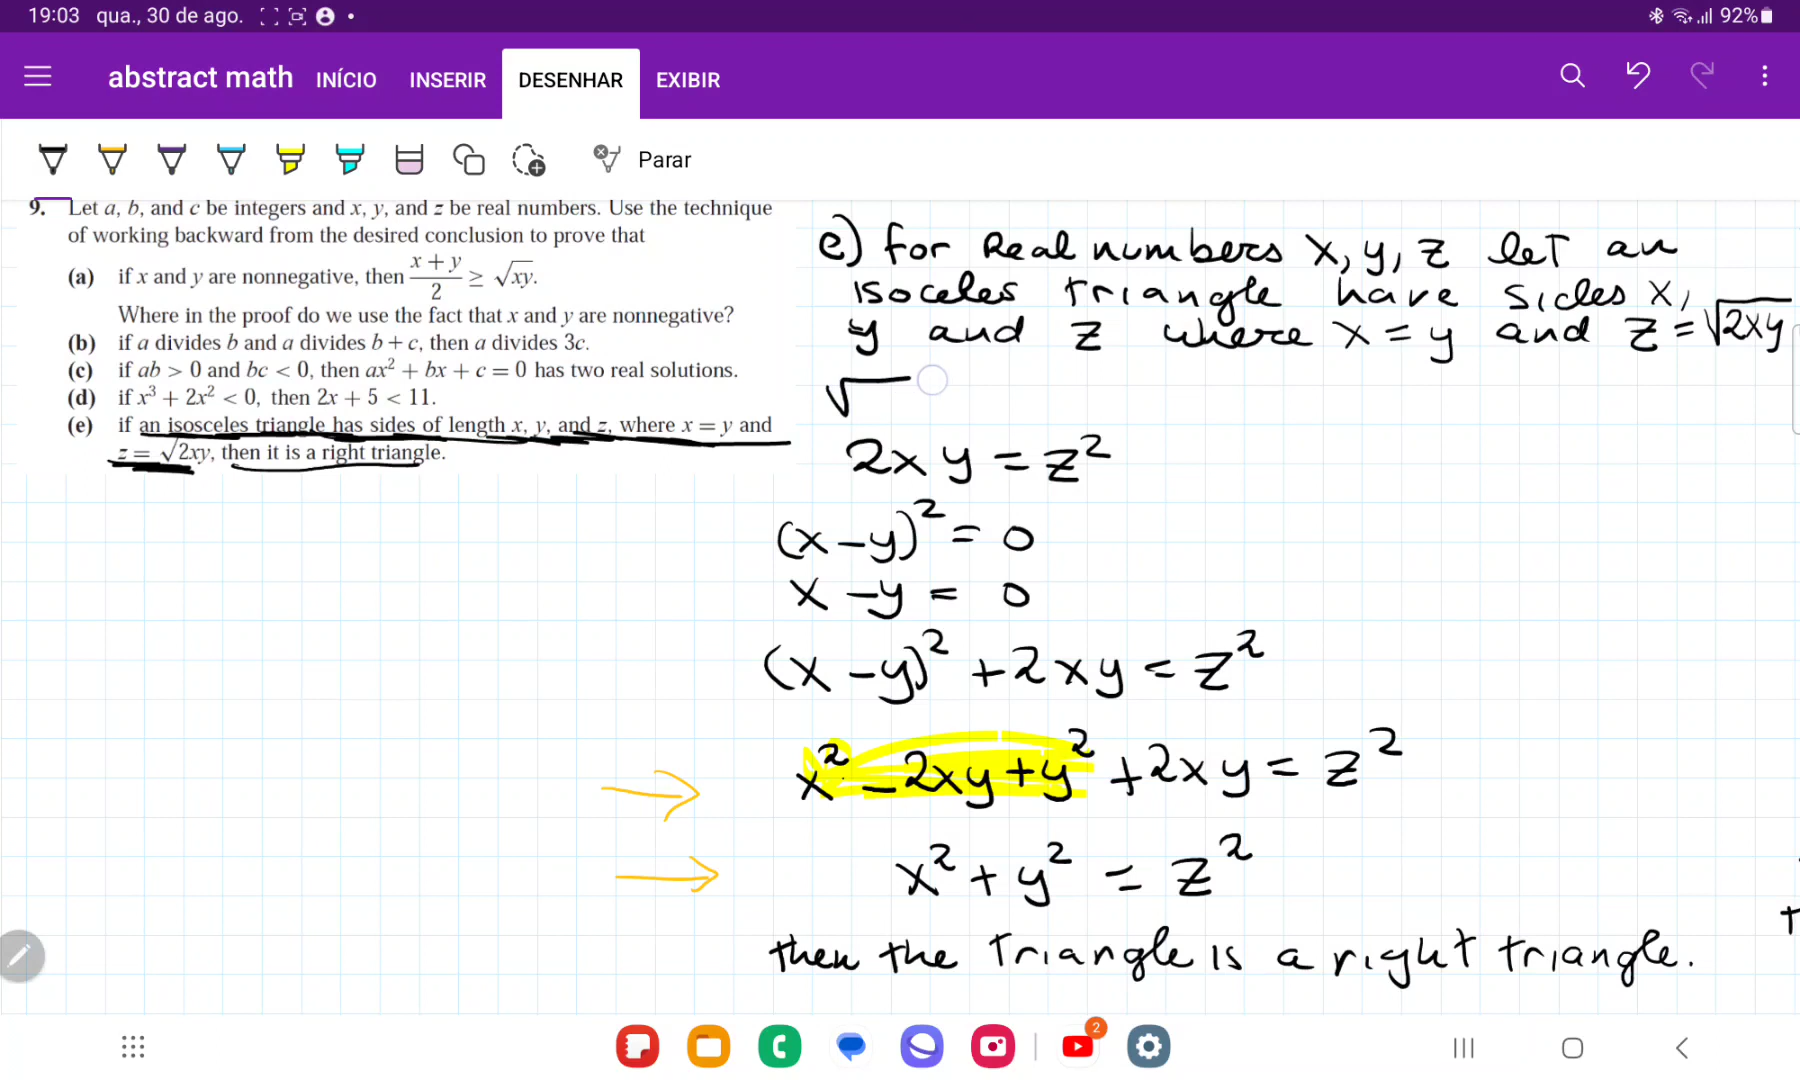 19:03 qua., 30 de ago. 92%
abstract math INÍCIO INSERIR DESENHAR EXIBIR
Parar
9. Let a, b, and c be integers and x, y, and z be real numbers. Use the technique
of working backward from the desired conclusion to prove that
(a) if x and y are nonnegative, then (x + y)/2 ≥ √xy.
Where in the proof do we use the fact that x and y are nonnegative?
(b) if a divides b and a divides b + c, then a divides 3c.
(c) if ab > 0 and bc < 0, then ax² + bx + c = 0 has two real solutions.
(d) if x³ + 2x² < 0, then 2x + 5 < 11.
(e) if an isosceles triangle has sides of length x, y, and z, where x = y and
z = √2xy, then it is a right triangle.
e) for Real numbers x, y, z let an
isoceles triangle have sides x,
y and z where x = y and z = √2xy
√
2xy = z²
(x - y)² = 0
x - y = 0
(x - y)² + 2xy = z²
x² - 2xy + y² + 2xy = z²
x² + y² = z²
then the triangle is a right triangle.
2